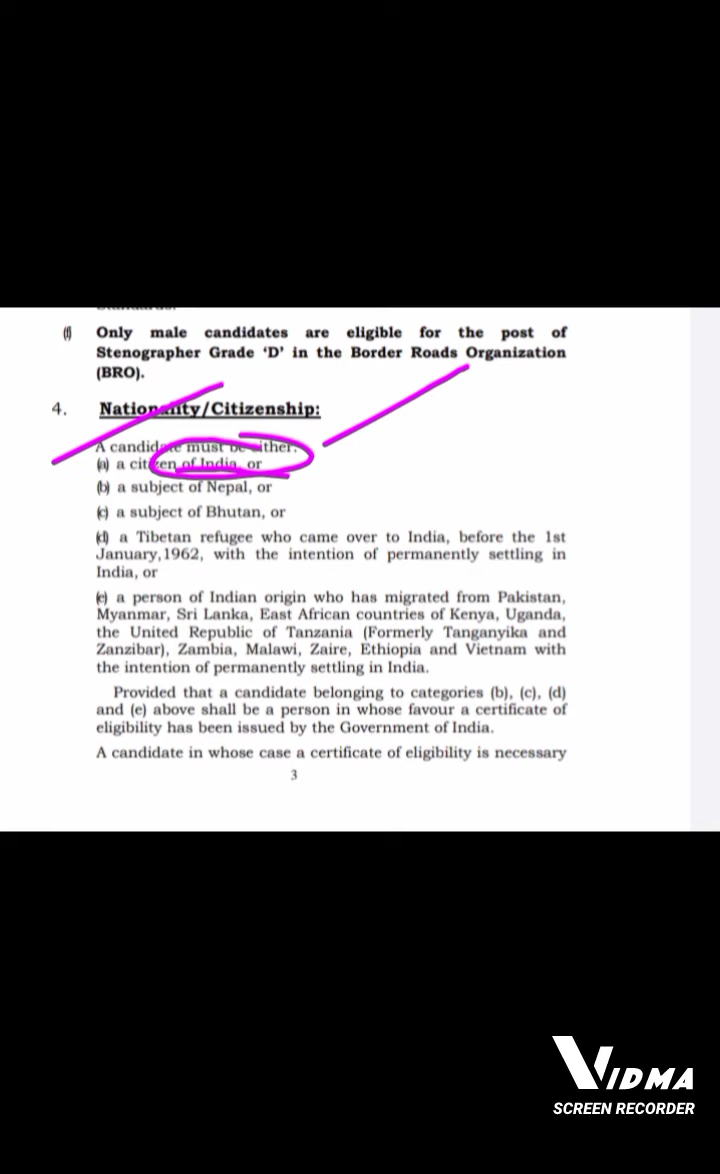 (f) Only male candidates are eligible for the post of
Stenographer Grade 'D' in the Border Roads Organization
(BRO).
4. Nationality/Citizenship:
A candidate must be either:
(a) a citizen of India, or
(b) a subject of Nepal, or
(c) a subject of Bhutan, or
(d) a Tibetan refugee who came over to India, before the 1st
January,1962, with the intention of permanently settling in
India, or
(e) a person of Indian origin who has migrated from Pakistan,
Myanmar, Sri Lanka, East African countries of Kenya, Uganda,
the United Republic of Tanzania (Formerly Tanganyika and
Zanzibar), Zambia, Malawi, Zaire, Ethiopia and Vietnam with
the intention of permanently settling in India.
Provided that a candidate belonging to categories (b), (c), (d)
and (e) above shall be a person in whose favour a certificate of
eligibility has been issued by the Government of India.
A candidate in whose case a certificate of eligibility is necessary
3
VIDMA
SCREEN RECORDER